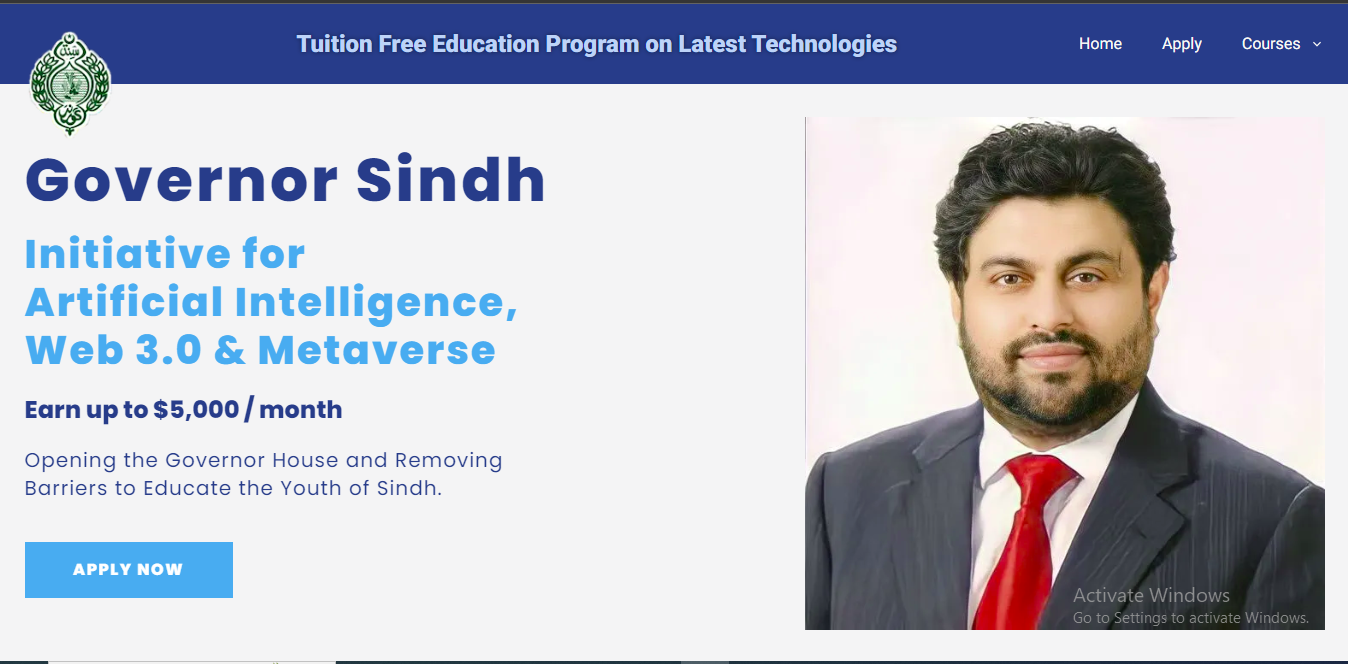 Tuition Free Education Program on Latest Technologies
Home
Apply
Courses
Governor Sindh
Initiative for
Artificial Intelligence,
Web 3.0 & Metaverse
Earn up to $5,000 / month
Opening the Governor House and Removing
Barriers to Educate the Youth of Sindh.
APPLY NOW
Activate Windows
Go to Settings to activate Windows.